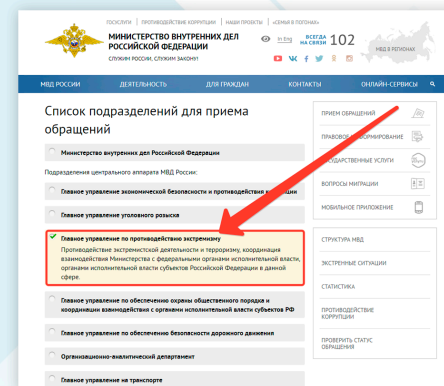 ГОСУСЛУГИ | ПРОТИВОДЕЙСТВИЕ КОРРУПЦИИ | НАШИ ПРОЕКТЫ | «СЕМЬЯ В ПОГОНАХ»
МИНИСТЕРСТВО ВНУТРЕННИХ ДЕЛ
РОССИЙСКОЙ ФЕДЕРАЦИИ
СЛУЖИМ РОССИИ, СЛУЖИМ ЗАКОНУ!
In Eng
ВСЕГДА
НА СВЯЗИ 102
МВД В РЕГИОНАХ
МВД РОССИИ ДЕЯТЕЛЬНОСТЬ ДЛЯ ГРАЖДАН КОНТАКТЫ ОНЛАЙН-СЕРВИСЫ
Список подразделений для приема
обращений
Министерство внутренних дел Российской Федерации
Подразделения центрального аппарата МВД России:
Главное управление экономической безопасности и противодействия
Главное управление уголовного розыска
Главное управление по противодействию экстремизму
Противодействие экстремистской деятельности и терроризму, координация
взаимодействия Министерства с федеральными органами исполнительной власти,
органами исполнительной власти субъектов Российской Федерации в данной
сфере.
Главное управление по обеспечению охраны общественного порядка и
координации взаимодействия с органами исполнительной власти субъектов РФ
Главное управление по обеспечению безопасности дорожного движения
Организационно-аналитический департамент
Главное управление на транспорте
ПРИЕМ ОБРАЩЕНИЙ
ПРАВОВОЕ
УСЛУГИ
ВОПРОСЫ МИГРАЦИИ
МОБИЛЬНОЕ ПРИЛОЖЕНИЕ
СТРУКТУРА МВД
ЭКСТРЕННЫЕ СИТУАЦИИ
СТАТИСТИКА
ПРОТИВОДЕЙСТВИЕ
КОРРУПЦИИ
ПРОВЕРИТЬ СТАТУС
ОБРАЩЕНИЯ